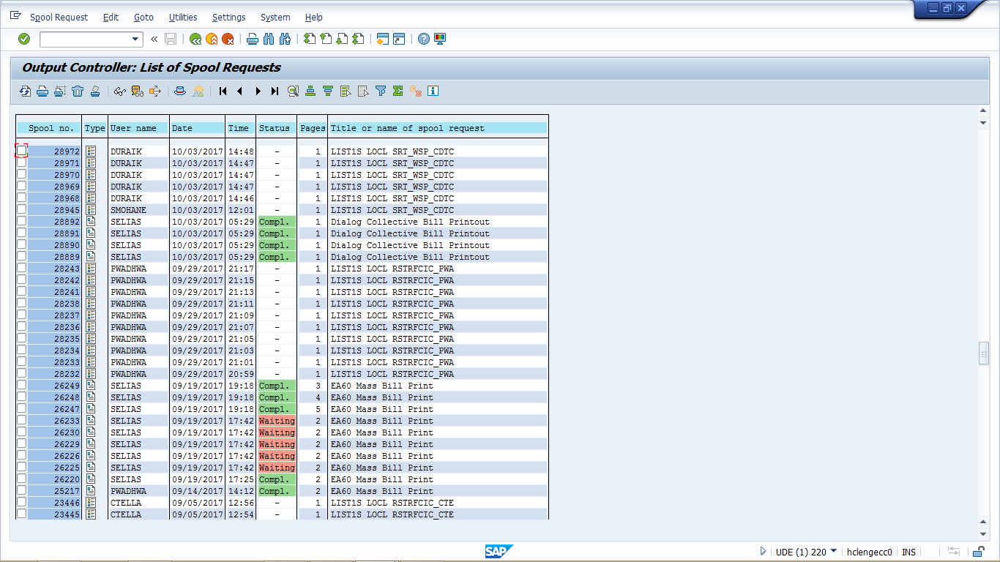 Spool Request Edit Goto Utilities Settings System Help
Output Controller: List of Spool Requests
Spool no. Type User name Date Time Status Pages Title or name of spool request
28972 DURAIK 10/03/2017 14:48 - 1 LIST1S LOCL SRT_WSP_CDTC
28971 DURAIK 10/03/2017 14:47 - 1 LIST1S LOCL SRT_WSP_CDTC
28970 DURAIK 10/03/2017 14:47 - 1 LIST1S LOCL SRT_WSP_CDTC
28969 DURAIK 10/03/2017 14:47 - 1 LIST1S LOCL SRT_WSP_CDTC
28968 DURAIK 10/03/2017 14:46 - 1 LIST1S LOCL SRT_WSP_CDTC
28945 SMOHANE 10/03/2017 12:01 - 1 LIST1S LOCL SRT_WSP_CDTC
28892 SELIAS 10/03/2017 05:29 Compl. 1 Dialog Collective Bill Printout
28891 SELIAS 10/03/2017 05:29 Compl. 1 Dialog Collective Bill Printout
28890 SELIAS 10/03/2017 05:29 Compl. 1 Dialog Collective Bill Printout
28889 SELIAS 10/03/2017 05:29 Compl. 1 Dialog Collective Bill Printout
28243 PWADHWA 09/29/2017 21:17 - 1 LIST1S LOCL RSTRFCIC_PWA
28242 PWADHWA 09/29/2017 21:15 - 1 LIST1S LOCL RSTRFCIC_PWA
28241 PWADHWA 09/29/2017 21:13 - 1 LIST1S LOCL RSTRFCIC_PWA
28238 PWADHWA 09/29/2017 21:11 - 1 LIST1S LOCL RSTRFCIC_PWA
28237 PWADHWA 09/29/2017 21:09 - 1 LIST1S LOCL RSTRFCIC_PWA
28236 PWADHWA 09/29/2017 21:07 - 1 LIST1S LOCL RSTRFCIC_PWA
28235 PWADHWA 09/29/2017 21:05 - 1 LIST1S LOCL RSTRFCIC_PWA
28234 PWADHWA 09/29/2017 21:03 - 1 LIST1S LOCL RSTRFCIC_PWA
28233 PWADHWA 09/29/2017 21:01 - 1 LIST1S LOCL RSTRFCIC_PWA
28232 PWADHWA 09/29/2017 20:59 - 1 LIST1S LOCL RSTRFCIC_PWA
26249 SELIAS 09/19/2017 19:18 Compl. 3 EA60 Mass Bill Print
26248 SELIAS 09/19/2017 19:18 Compl. 4 EA60 Mass Bill Print
26247 SELIAS 09/19/2017 19:18 Compl. 5 EA60 Mass Bill Print
26233 SELIAS 09/19/2017 17:42 Waiting 2 EA60 Mass Bill Print
26230 SELIAS 09/19/2017 17:42 Waiting 2 EA60 Mass Bill Print
26229 SELIAS 09/19/2017 17:42 Waiting 2 EA60 Mass Bill Print
26226 SELIAS 09/19/2017 17:42 Waiting 2 EA60 Mass Bill Print
26225 SELIAS 09/19/2017 17:42 Waiting 2 EA60 Mass Bill Print
26220 SELIAS 09/19/2017 17:25 Compl. 2 EA60 Mass Bill Print
25217 PWADHWA 09/14/2017 14:12 Compl. 2 EA60 Mass Bill Print
23446 CTELLA 09/05/2017 12:56 - 1 LIST1S LOCL RSTRFCIC_CTE
23445 CTELLA 09/05/2017 12:54 - 1 LIST1S LOCL RSTRFCIC_CTE
SAP UDE (1) 220 hclengecc0 INS